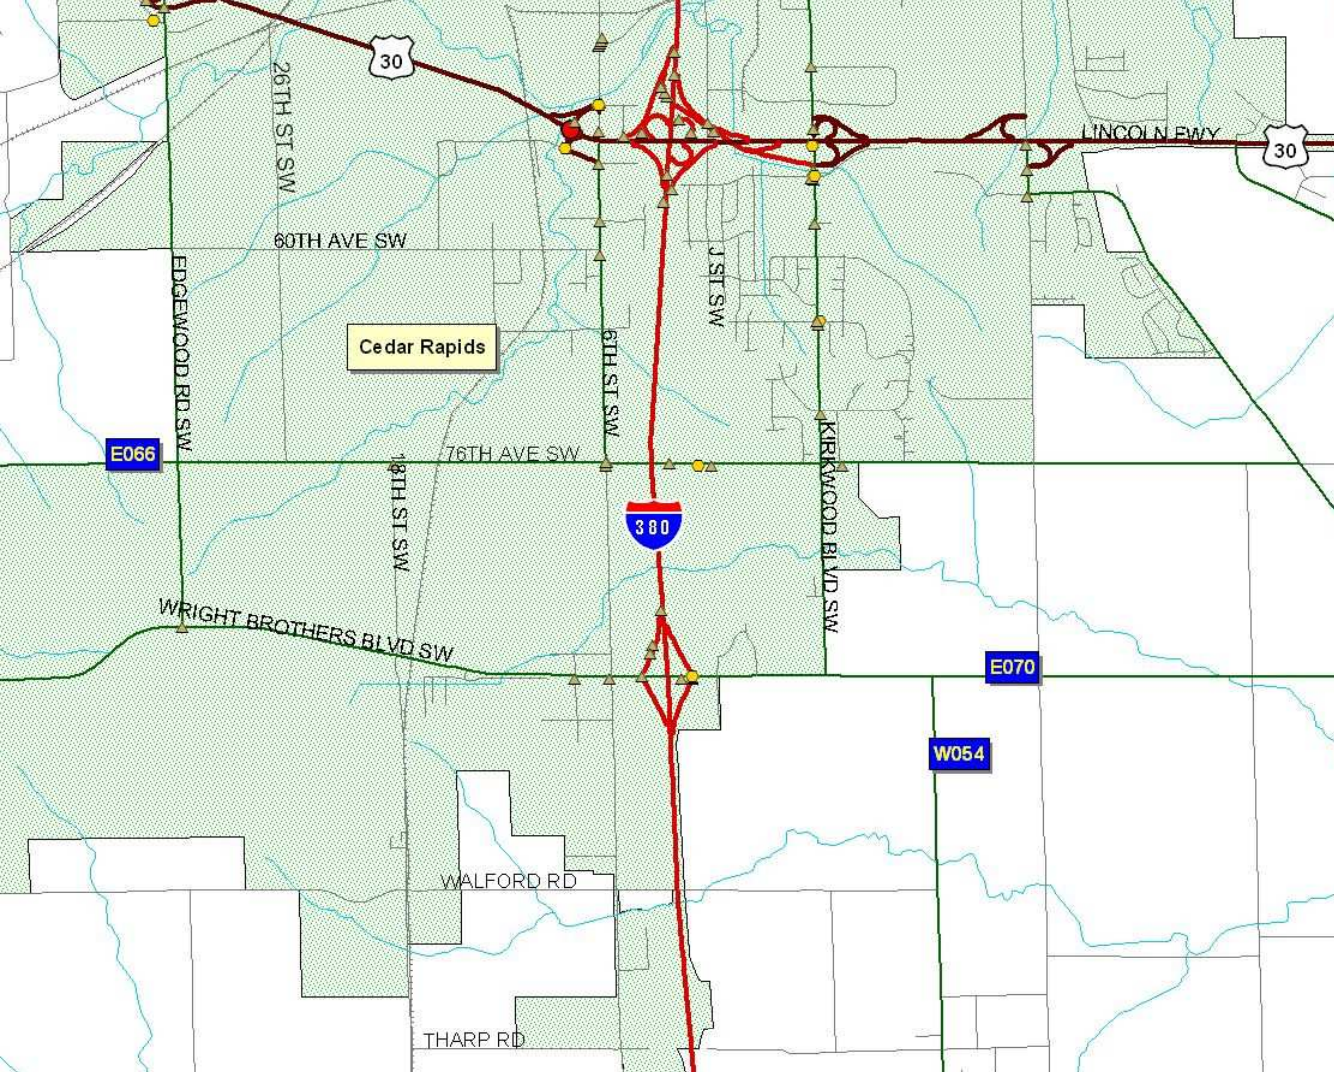 30
26TH ST SW
LINCOLN FWY
30
60TH AVE SW
EDGEWOOD RD SW
J ST SW
Cedar Rapids
6TH ST SW
E066
76TH AVE SW
18TH ST SW
KIRKWOOD BLVD SW
380
WRIGHT BROTHERS BLVD SW
E070
W054
WALFORD RD
THARP RD